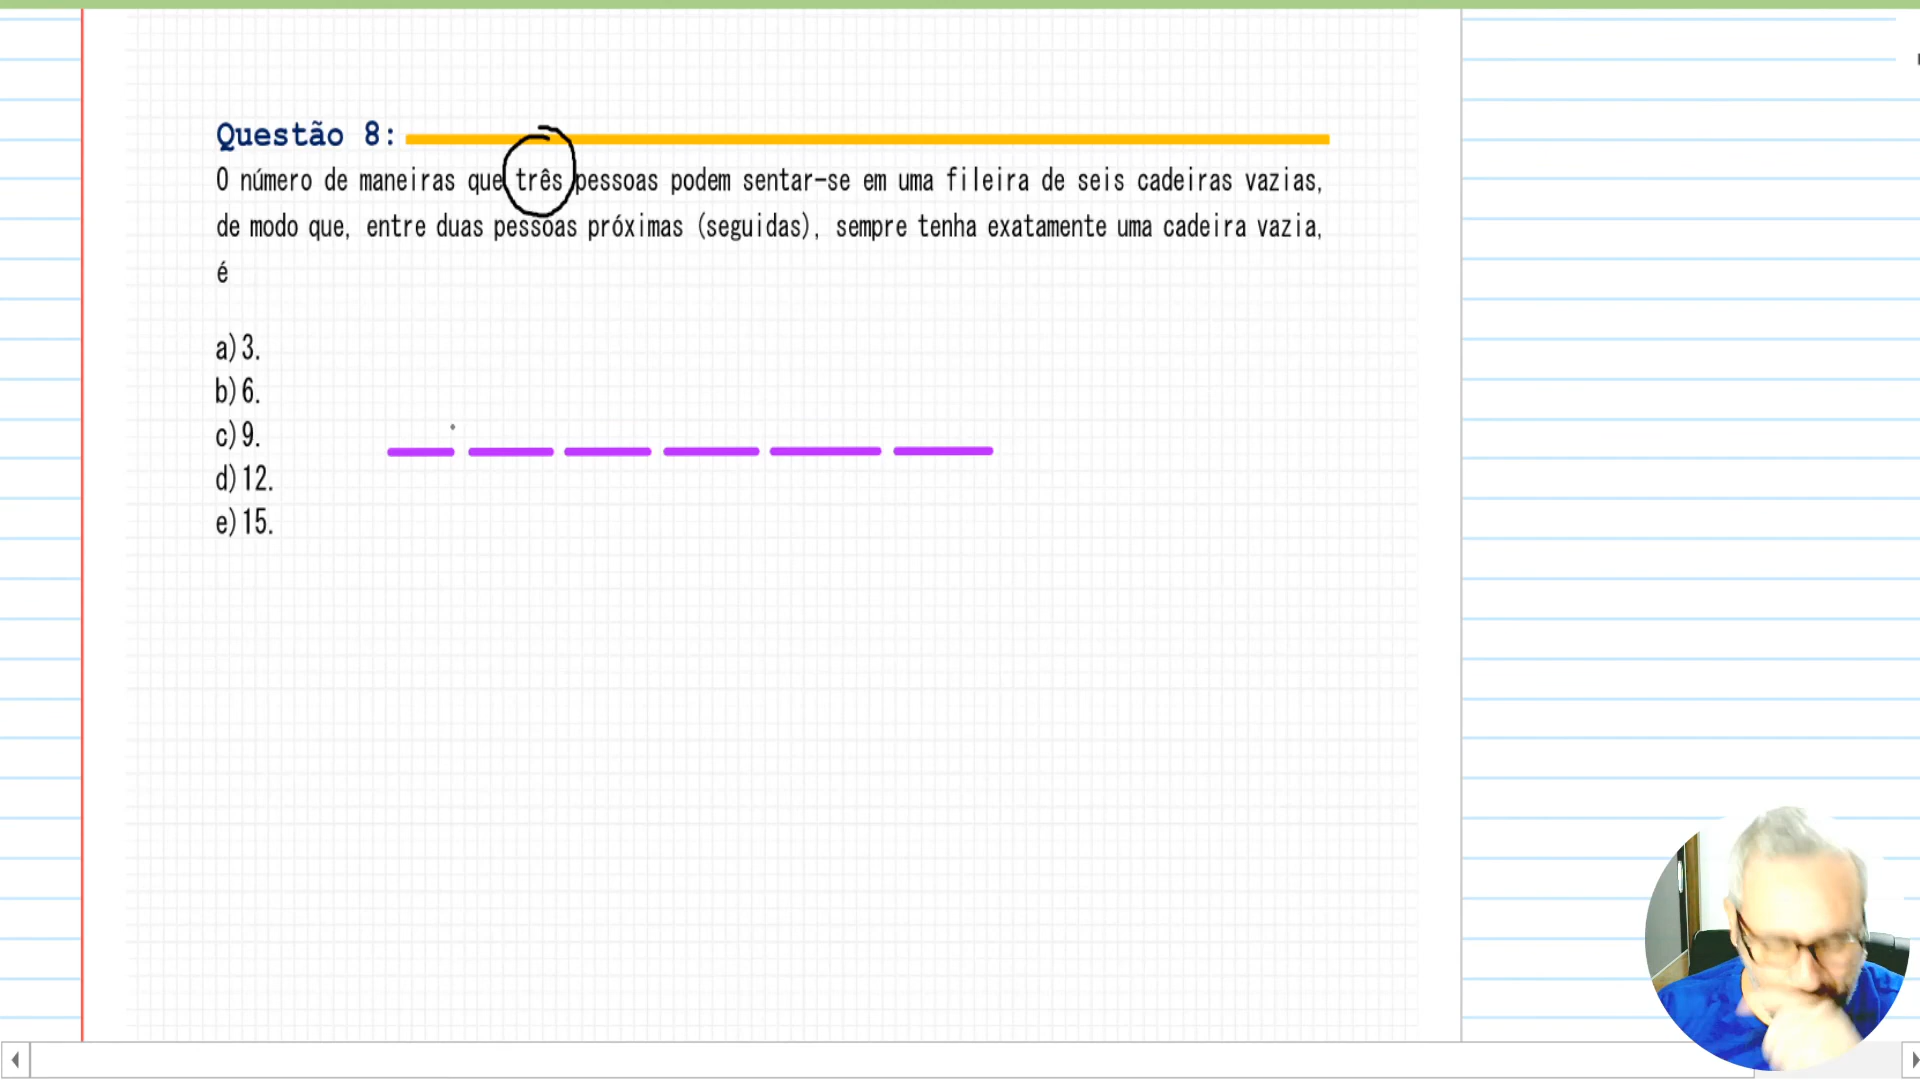 Questão 8:
O número de maneiras que três pessoas podem sentar-se em uma fileira de seis cadeiras vazias,
de modo que, entre duas pessoas próximas (seguidas), sempre tenha exatamente uma cadeira vazia,
é
a)3.
b)6.
c)9.
d)12.
e)15.